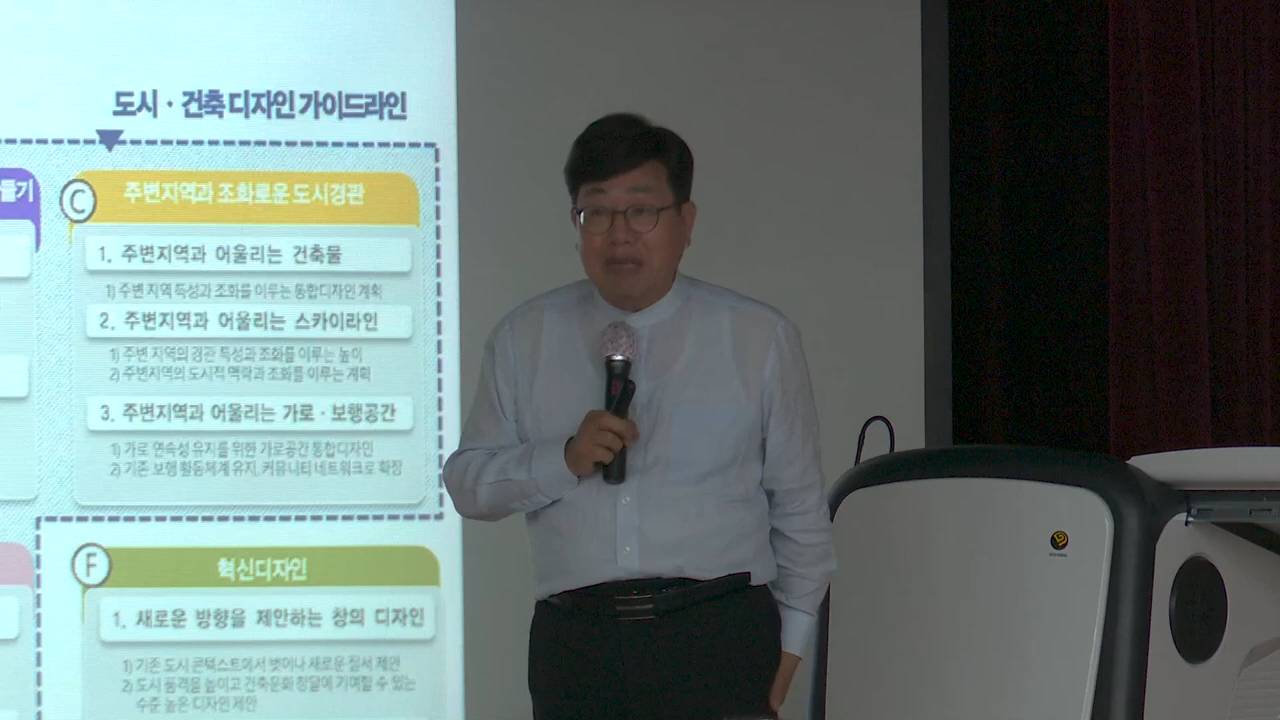 도시 · 건축 디자인 가이드라인
들기
C 주변지역과 조화로운 도시경관
1. 주변지역과 어울리는 건축물
1) 주변 지역 특성과 조화를 이루는 통합디자인 계획
2. 주변지역과 어울리는 스카이라인
1) 주변 지역의 경관 특성과 조화를 이루는 높이
2) 주변지역의 도시적 맥락과 조화를 이루는 계획
3. 주변지역과 어울리는 가로 · 보행공간
1) 가로 연속성 유지를 위한 가로공간 통합디자인
2) 기존 보행 활동체계 유지, 커뮤니티 네트워크로 확장
F 혁신디자인
1. 새로운 방향을 제안하는 창의 디자인
1) 기존 도시 콘텍스트에서 벗어나 새로운 질서 제안
2) 도시 품격을 높이고 건축문화 창달에 기여할 수 있는
수준 높은 디자인 제안